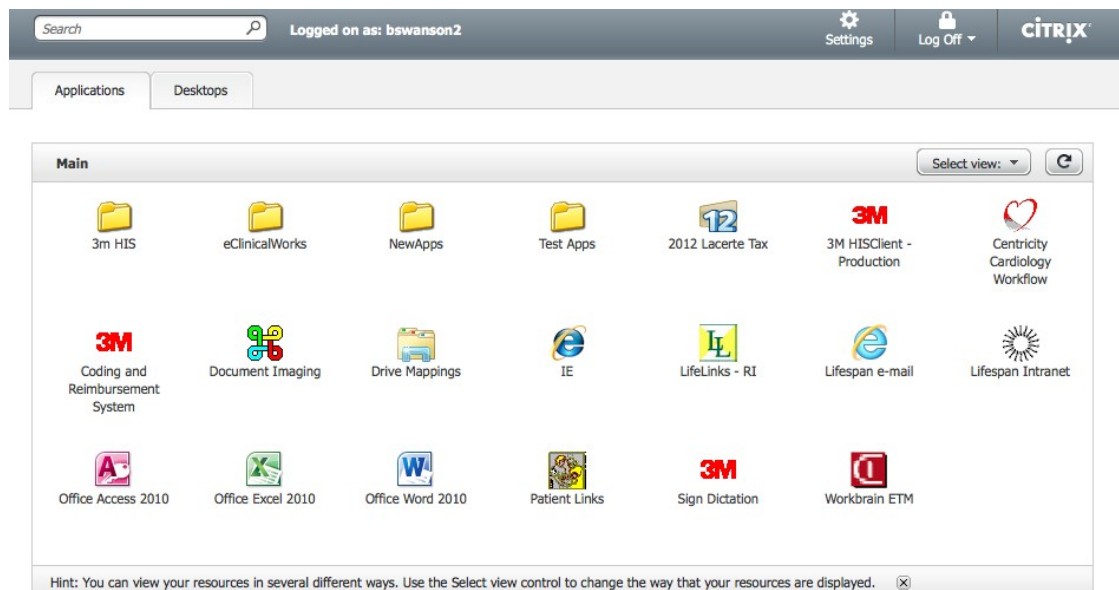 Search
Logged on as: bswanson2
Settings
Log Off
CİTRIX
Applications
Desktops
Main
Select view:
3m HIS
eClinicalWorks
NewApps
Test Apps
12
2012 Lacerte Tax
3M
3M HISClient -
Production
Centricity
Cardiology
Workflow
3M
Coding and
Reimbursement
System
Document Imaging
Drive Mappings
IE
LL
LifeLinks - RI
Lifespan e-mail
Lifespan Intranet
A
Office Access 2010
X
Office Excel 2010
W
Office Word 2010
Patient Links
3M
Sign Dictation
Workbrain ETM
Hint: You can view your resources in several different ways. Use the Select view control to change the way that your resources are displayed.